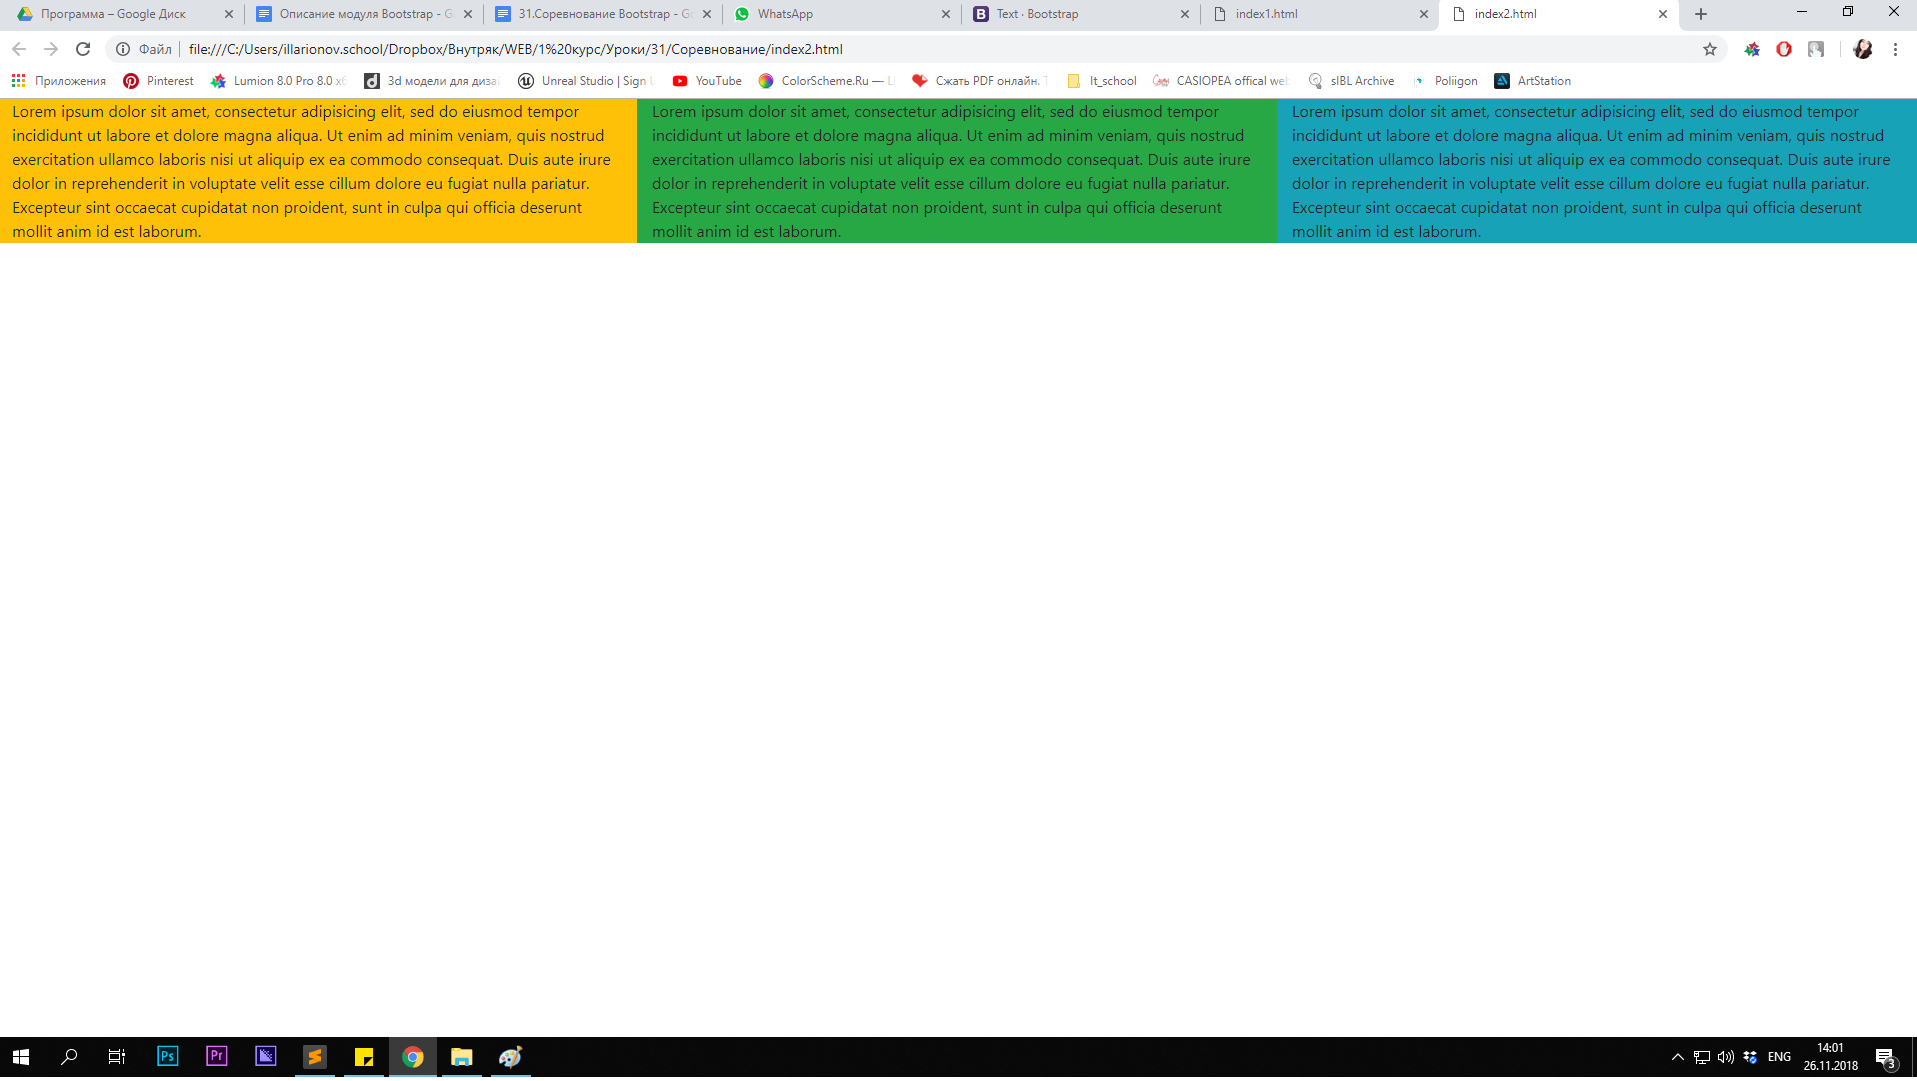 Программа – Google Диск
Описание модуля Bootstrap - G
31.Соревнование Bootstrap - Go
WhatsApp
Text · Bootstrap
index1.html
index2.html
Файл
file:///C:/Users/illarionov.school/Dropbox/Внутряк/WEB/1%20курс/Уроки/31/Соревнование/index2.html
Приложения
Pinterest
Lumion 8.0 Pro 8.0 x6
3d модели для диза
Unreal Studio | Sign
YouTube
ColorScheme.Ru —
Сжать PDF онлайн.
It_school
CASIOPEA offical we
sIBL Archive
Poliigon
ArtStation
Lorem ipsum dolor sit amet, consectetur adipisicing elit, sed do eiusmod tempor
incididunt ut labore et dolore magna aliqua. Ut enim ad minim veniam, quis nostrud
exercitation ullamco laboris nisi ut aliquip ex ea commodo consequat. Duis aute irure
dolor in reprehenderit in voluptate velit esse cillum dolore eu fugiat nulla pariatur.
Excepteur sint occaecat cupidatat non proident, sunt in culpa qui officia deserunt
mollit anim id est laborum.
Lorem ipsum dolor sit amet, consectetur adipisicing elit, sed do eiusmod tempor
incididunt ut labore et dolore magna aliqua. Ut enim ad minim veniam, quis nostrud
exercitation ullamco laboris nisi ut aliquip ex ea commodo consequat. Duis aute irure
dolor in reprehenderit in voluptate velit esse cillum dolore eu fugiat nulla pariatur.
Excepteur sint occaecat cupidatat non proident, sunt in culpa qui officia deserunt
mollit anim id est laborum.
Lorem ipsum dolor sit amet, consectetur adipisicing elit, sed do eiusmod tempor
incididunt ut labore et dolore magna aliqua. Ut enim ad minim veniam, quis nostrud
exercitation ullamco laboris nisi ut aliquip ex ea commodo consequat. Duis aute irure
dolor in reprehenderit in voluptate velit esse cillum dolore eu fugiat nulla pariatur.
Excepteur sint occaecat cupidatat non proident, sunt in culpa qui officia deserunt
mollit anim id est laborum.
Ps
Pr
ENG
14:01
26.11.2018
3